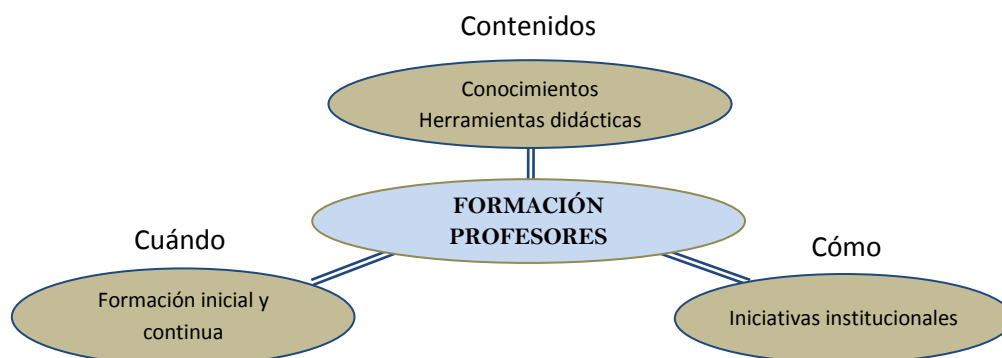 Contenidos
Conocimientos
Herramientas didácticas
FORMACIÓN
PROFESORES
Cuándo
Cómo
Formación inicial y
continua
Iniciativas institucionales